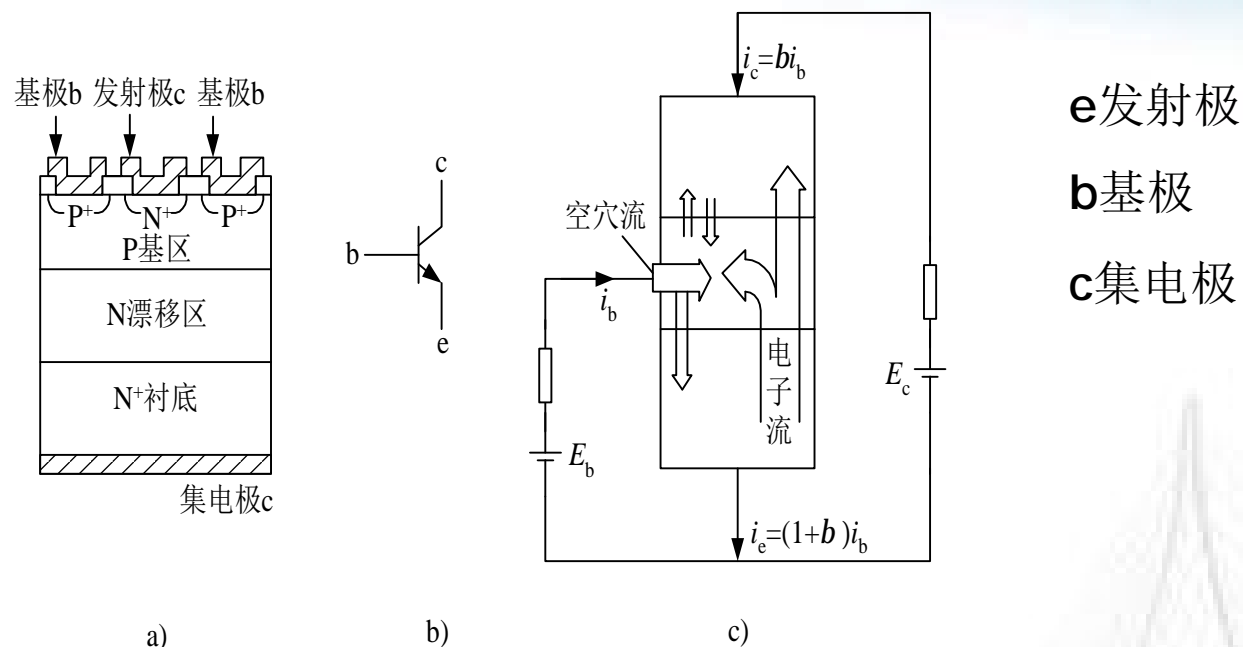 基极b 发射极c 基极b
P⁺ N⁺ P⁺
P基区
N漂移区
N⁺衬底
集电极c
a)
c
b
e
b)
i_c=bi_b
空穴流
i_b
E_b
电子流
E_c
i_e=(1+b)i_b
c)
e发射极
b基极
c集电极